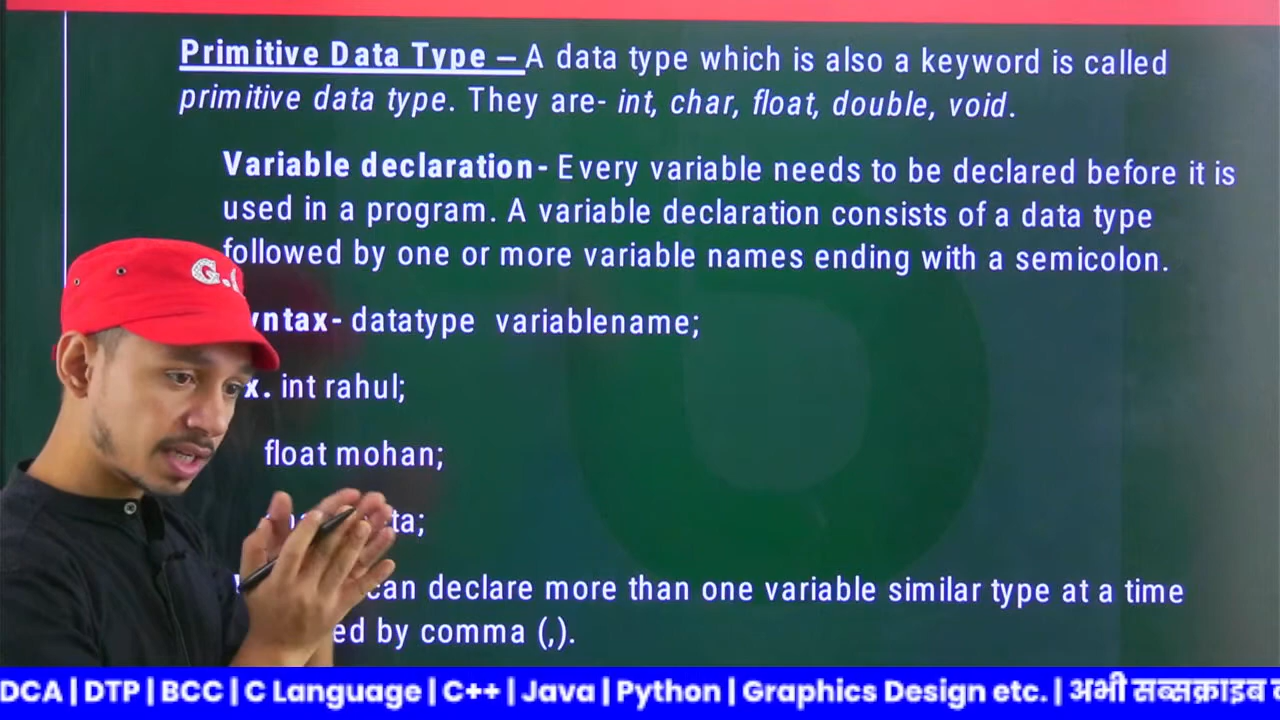 Primitive Data Type – A data type which is also a keyword is called
primitive data type. They are- int, char, float, double, void.
Variable declaration- Every variable needs to be declared before it is
used in a program. A variable declaration consists of a data type
followed by one or more variable names ending with a semicolon.
yntax- datatype variablename;
x. int rahul;
float mohan;
ta;
can declare more than one variable similar type at a time
ed by comma (,).
G.
DCA | DTP | BCC | C Language | C++ | Java | Python | Graphics Design etc. | अभी सब्सक्राइब